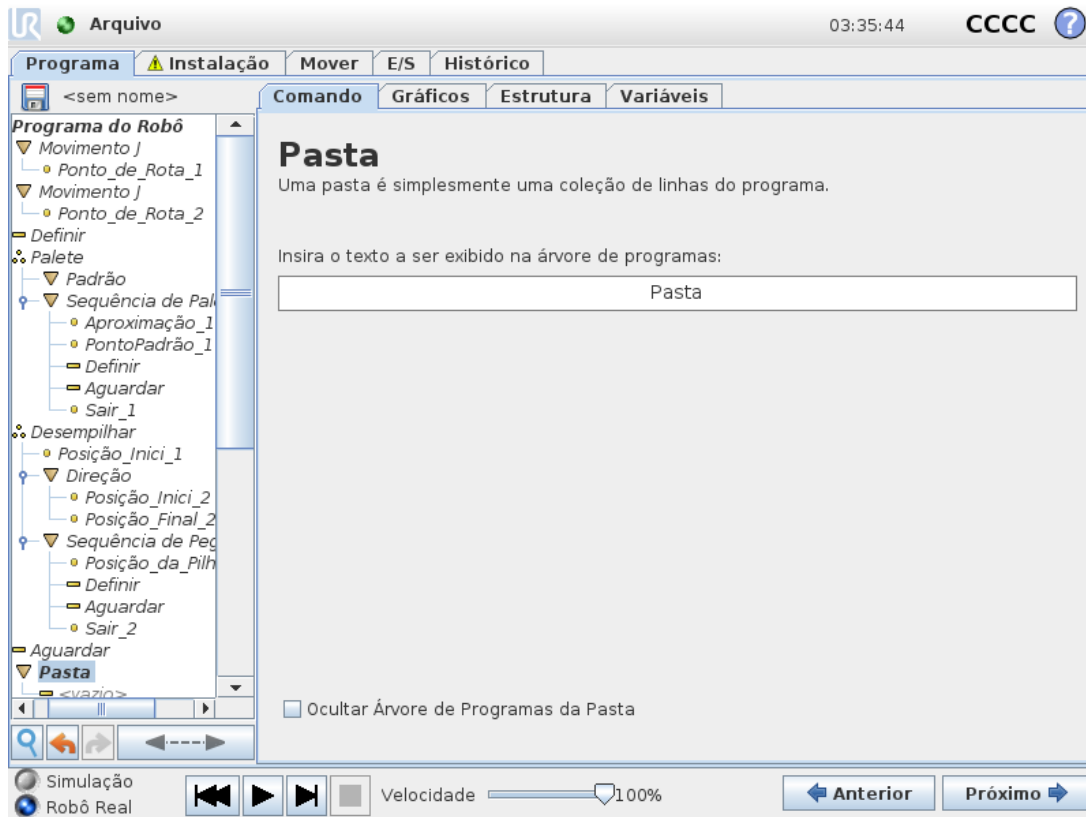 Arquivo 03:35:44 CCCC ?
Programa Instalação Mover E/S Histórico
<sem nome> Comando Gráficos Estrutura Variáveis
Programa do Robô
Movimento J
Ponto_de_Rota_1
Movimento J
Ponto_de_Rota_2
Definir
Palete
Padrão
Sequência de Pal
Aproximação_1
PontoPadrão_1
Definir
Aguardar
Sair_1
Desempilhar
Posição_Inici_1
Direção
Posição_Inici_2
Posição_Final_2
Sequência de Peg
Posição_da_Pilh
Definir
Aguardar
Sair_2
Aguardar
Pasta
<vazio>
Pasta
Uma pasta é simplesmente uma coleção de linhas do programa.
Insira o texto a ser exibido na árvore de programas:
Pasta
Ocultar Árvore de Programas da Pasta
Simulação
Robô Real
Velocidade 100%
Anterior Próximo